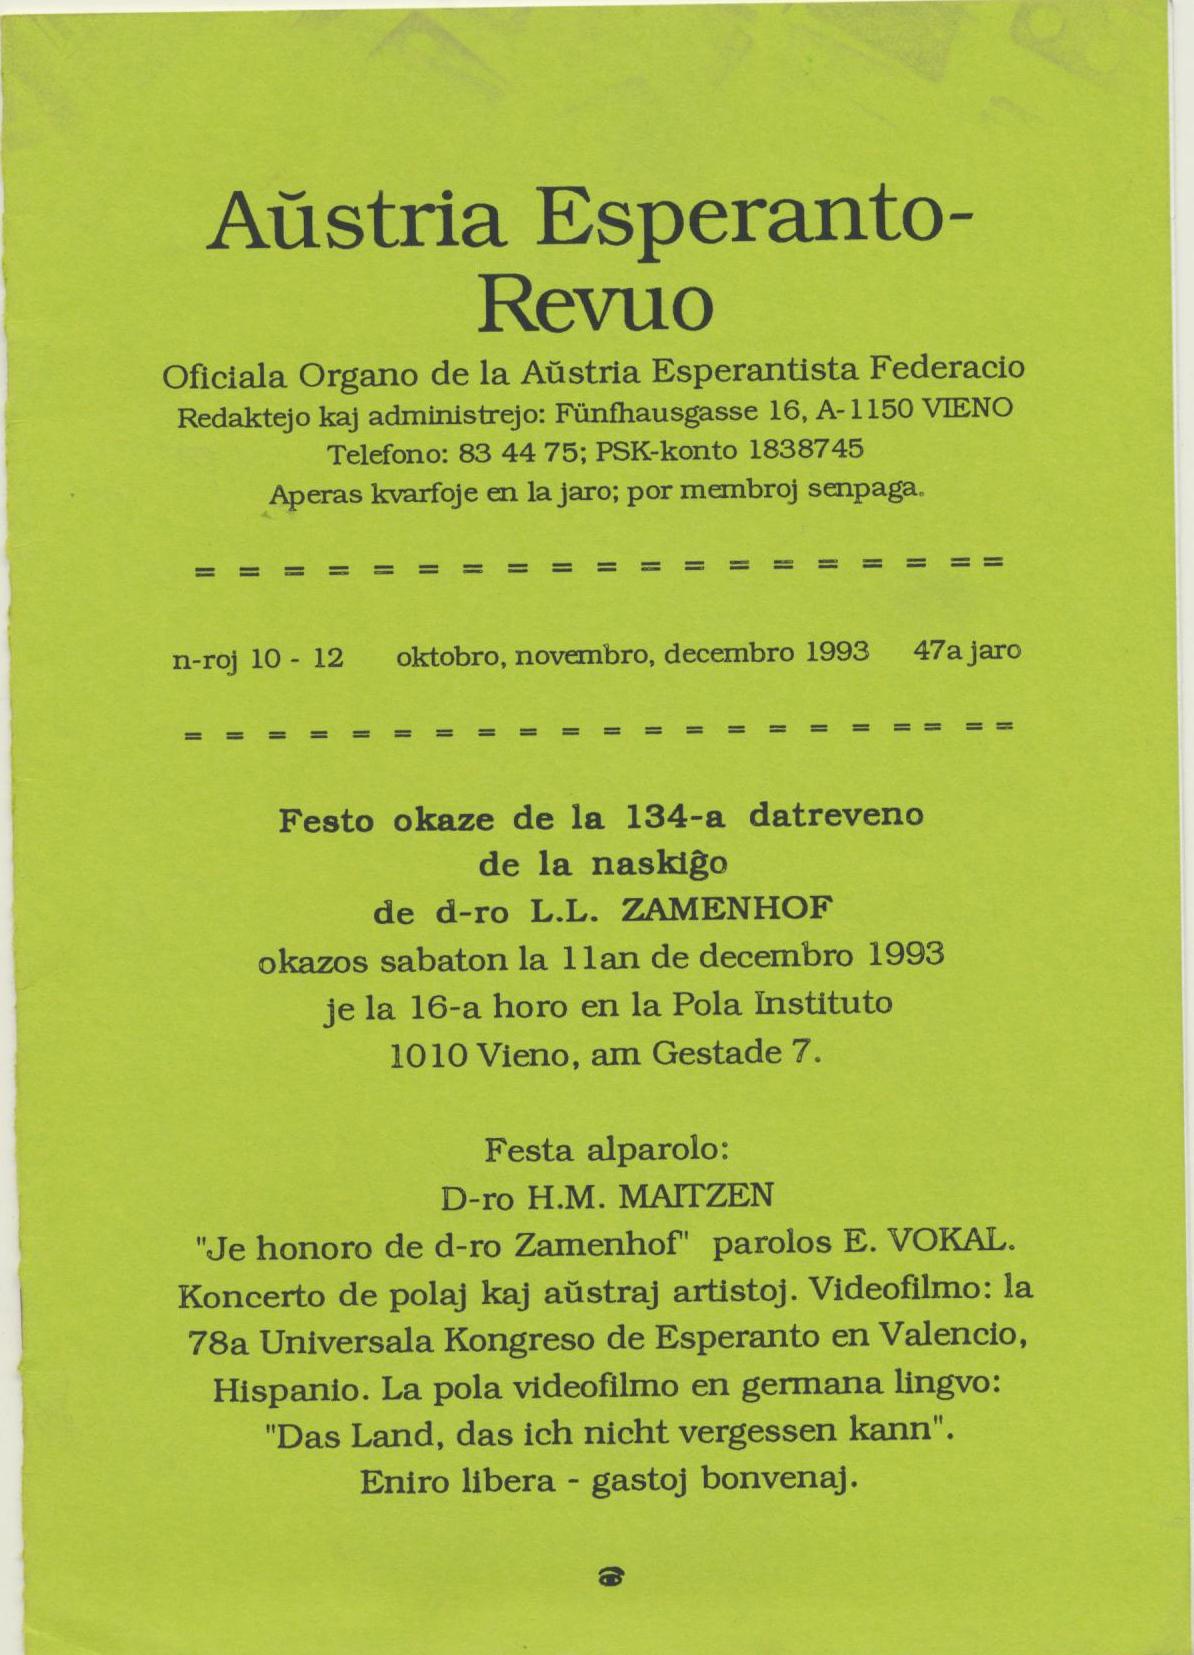 Aŭstria Esperanto-
Revuo
Oficiala Organo de la Aŭstria Esperantista Federacio
Redaktejo kaj administrejo: Fünfhausgasse 16, A-1150 VIENO
Telefono: 83 44 75; PSK-konto 1838745
Aperas kvarfoje en la jaro; por membroj senpaga.
= = = = = = = = = = = = = = = = = = =
n-roj 10 - 12 oktobro, novembro, decembro 1993 47a jaro
= = = = = = = = = = = = = = = = = = = = =
Festo okaze de la 134-a datreveno
de la naskiĝo
de d-ro L.L. ZAMENHOF
okazos sabaton la 11an de decembro 1993
je la 16-a horo en la Pola Instituto
1010 Vieno, am Gestade 7.
Festa alparolo:
D-ro H.M. MAITZEN
"Je honoro de d-ro Zamenhof" parolos E. VOKAL.
Koncerto de polaj kaj aŭstraj artistoj. Videofilmo: la
78a Universala Kongreso de Esperanto en Valencio,
Hispanio. La pola videofilmo en germana lingvo:
"Das Land, das ich nicht vergessen kann".
Eniro libera - gastoj bonvenaj.